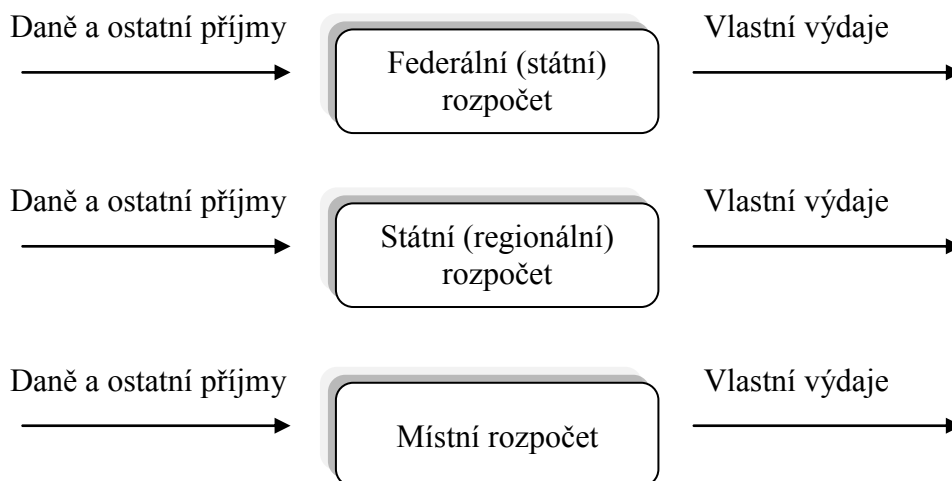 Daně a ostatní příjmy
Vlastní výdaje
Federální (státní)
rozpočet
Daně a ostatní příjmy
Vlastní výdaje
Státní (regionální)
rozpočet
Daně a ostatní příjmy
Vlastní výdaje
Místní rozpočet